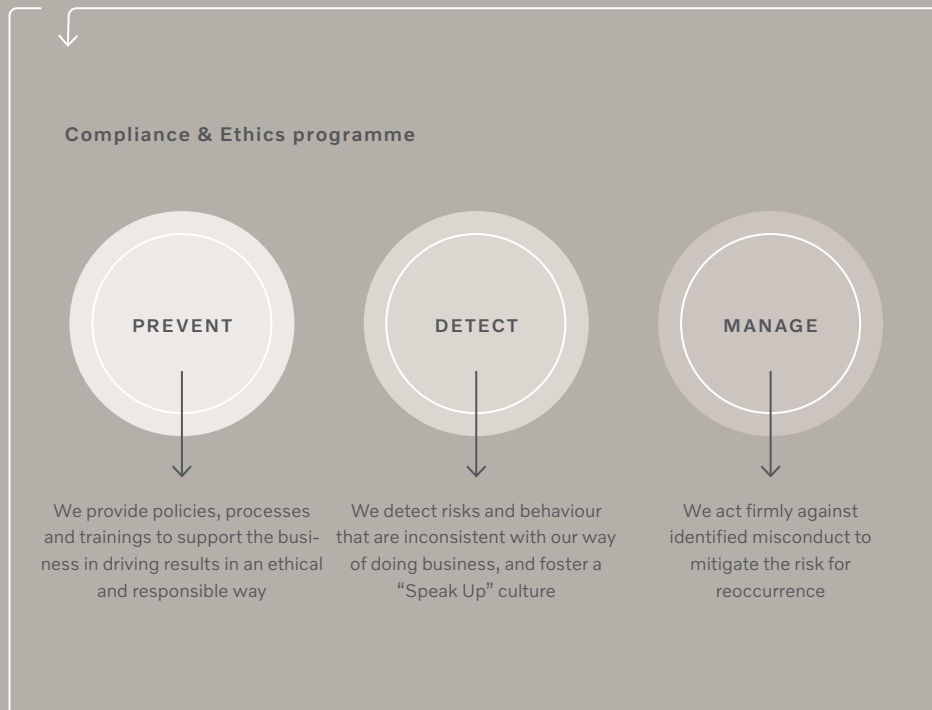 Compliance & Ethics programme
PREVENT
DETECT
MANAGE
We provide policies, processes
and trainings to support the busi-
ness in driving results in an ethical
and responsible way
We detect risks and behaviour
that are inconsistent with our way
of doing business, and foster a
“Speak Up” culture
We act firmly against
identified misconduct to
mitigate the risk for
reoccurrence